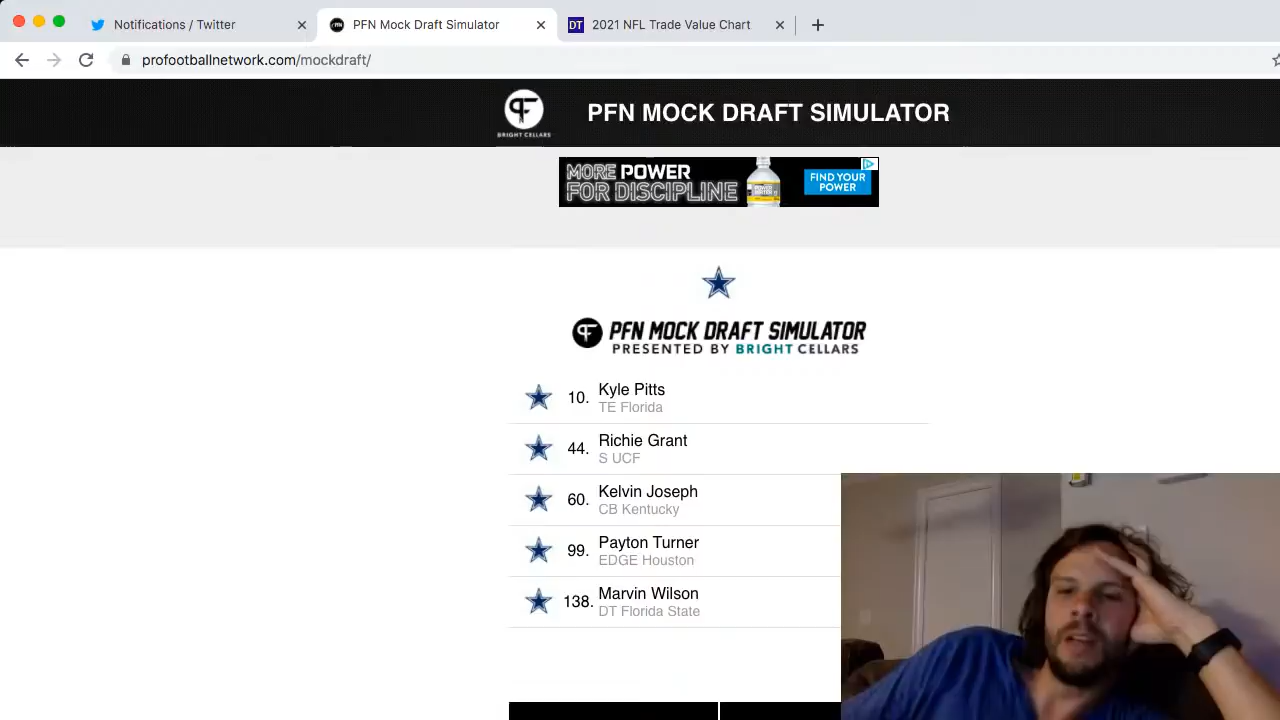 Notifications / Twitter
PFN Mock Draft Simulator
DT 2021 NFL Trade Value Chart
profootballnetwork.com/mockdraft/
BRIGHT CELLARS
PFN MOCK DRAFT SIMULATOR
MORE POWER
FOR DISCIPLINE
FIND YOUR
POWER
PFN MOCK DRAFT SIMULATOR
PRESENTED BY BRIGHT CELLARS
10. Kyle Pitts
TE Florida
44. Richie Grant
S UCF
60. Kelvin Joseph
CB Kentucky
99. Payton Turner
EDGE Houston
138. Marvin Wilson
DT Florida State